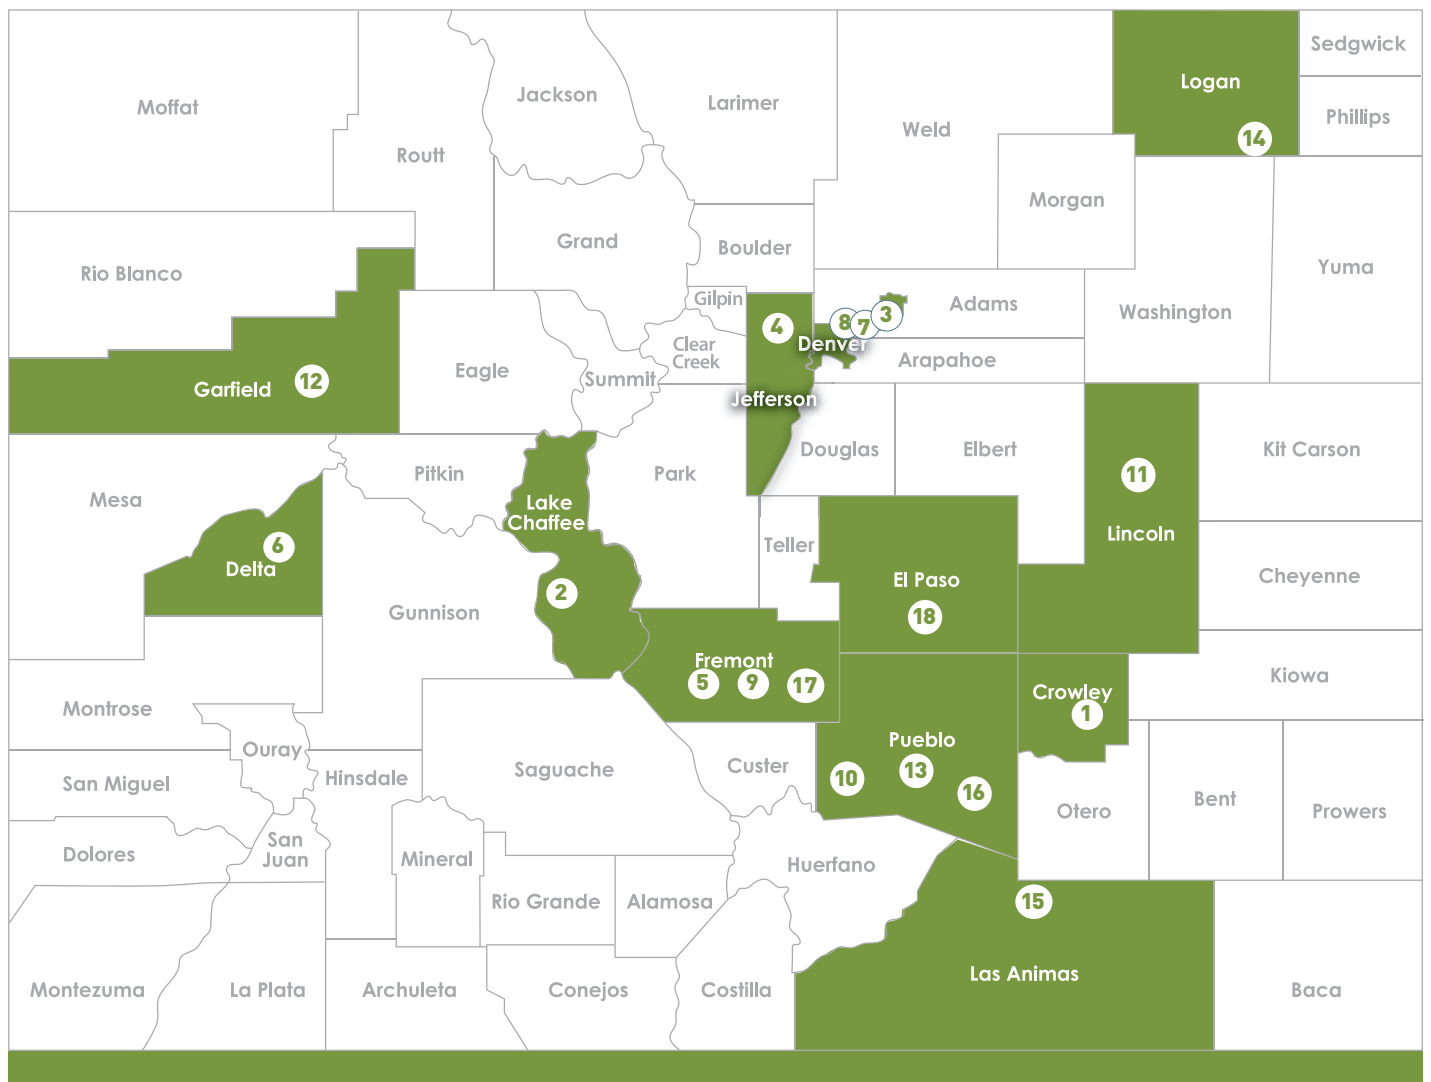 Sedgwick
Logan
Jackson
Larimer
Moffat
Phillips
Weld
14
Routt
Morgan
Grand
Boulder
Yuma
Rio Blanco
Gilpin
Adams
Washington
3
8
7
4
Denver
Clear
Creek
Arapahoe
Eagle
Summit
12
Garfield
Jefferson
Douglas
Elbert
Kit Carson
Pitkin
Park
11
Mesa
Lake
Chaffee
Lincoln
6
Teller
Delta
Cheyenne
El Paso
2
Gunnison
18
Fremont
5
9
17
Kiowa
Crowley
1
Montrose
Pueblo
Ouray
Custer
Saguache
13
10
Hinsdale
San Miguel
16
Bent
Otero
Prowers
San
Juan
Dolores
Mineral
Huerfano
Rio Grande
Alamosa
15
Las Animas
Montezuma
La Plata
Archuleta
Conejos
Costilla
Baca